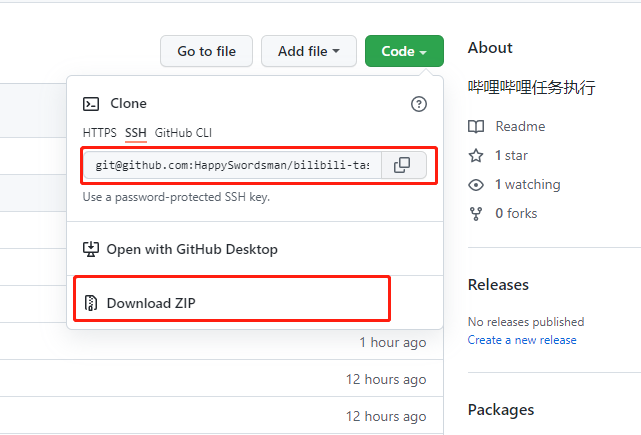 Go to file
Add file
Code
About
哔哩哔哩任务执行
Clone
HTTPS SSH GitHub CLI
git@github.com:HappySwordsman/bilibili-tas
Use a password-protected SSH key.
Open with GitHub Desktop
Download ZIP
1 hour ago
12 hours ago
12 hours ago
Readme
1 star
1 watching
0 forks
Releases
No releases published
Create a new release
Packages